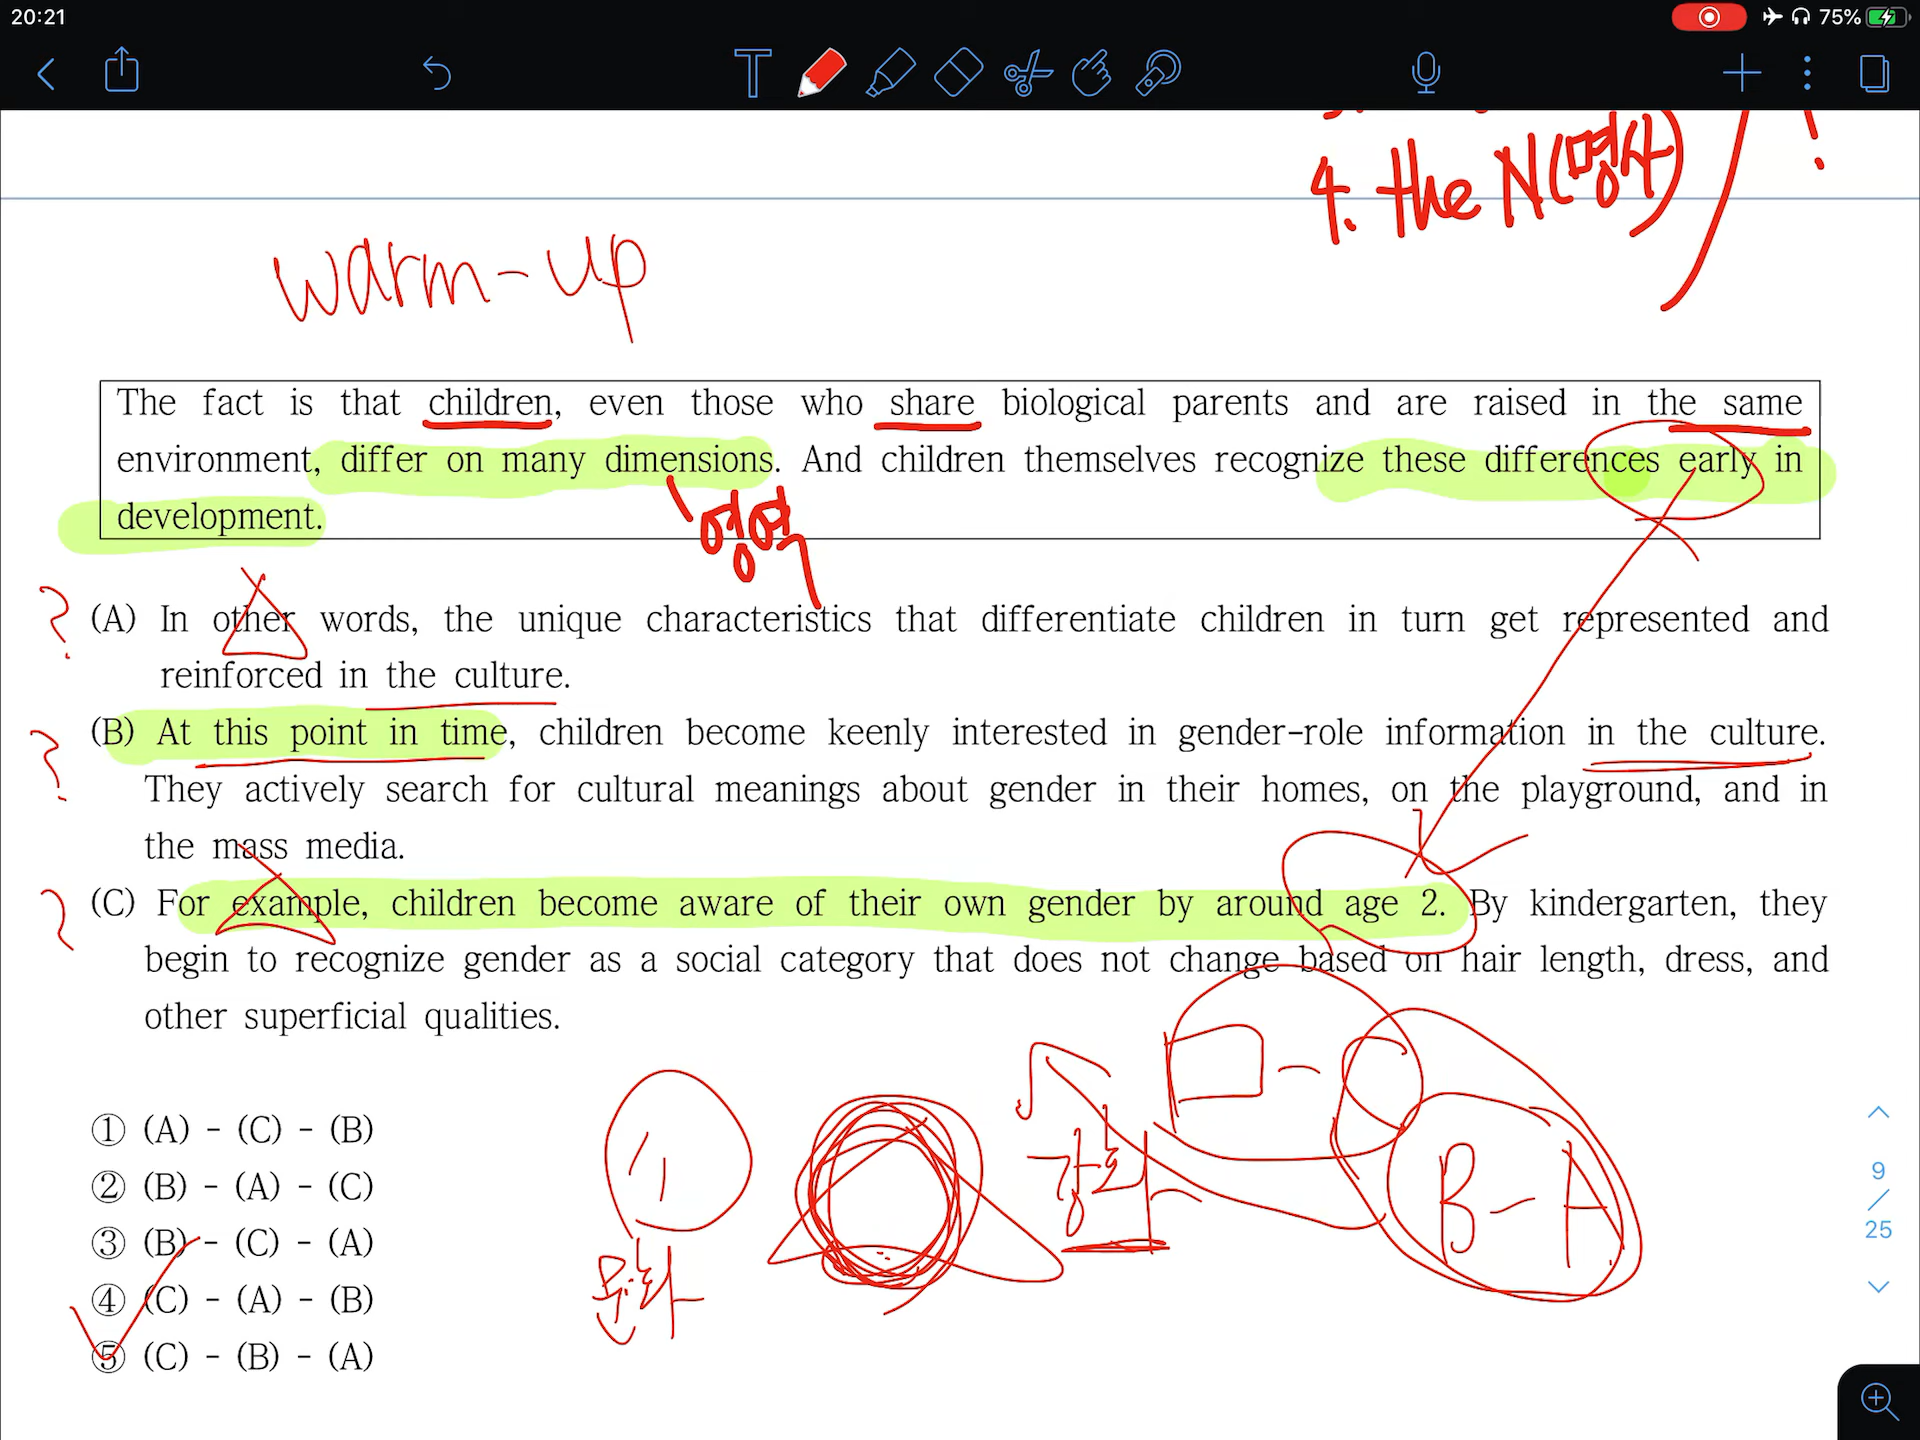 20:21
75%
4. the N(명사)
warm-up
The fact is that children, even those who share biological parents and are raised in the same
environment, differ on many dimensions. And children themselves recognize these differences early in
development.
영역
? (A) In other words, the unique characteristics that differentiate children in turn get represented and
reinforced in the culture.
? (B) At this point in time, children become keenly interested in gender-role information in the culture.
They actively search for cultural meanings about gender in their homes, on the playground, and in
the mass media.
? (C) For example, children become aware of their own gender by around age 2. By kindergarten, they
begin to recognize gender as a social category that does not change based on hair length, dress, and
other superficial qualities.
① (A) - (C) - (B)
② (B) - (A) - (C)
③ (B) - (C) - (A)
④ (C) - (A) - (B)
⑤ (C) - (B) - (A)
문화
강화
B - A
9
/
25